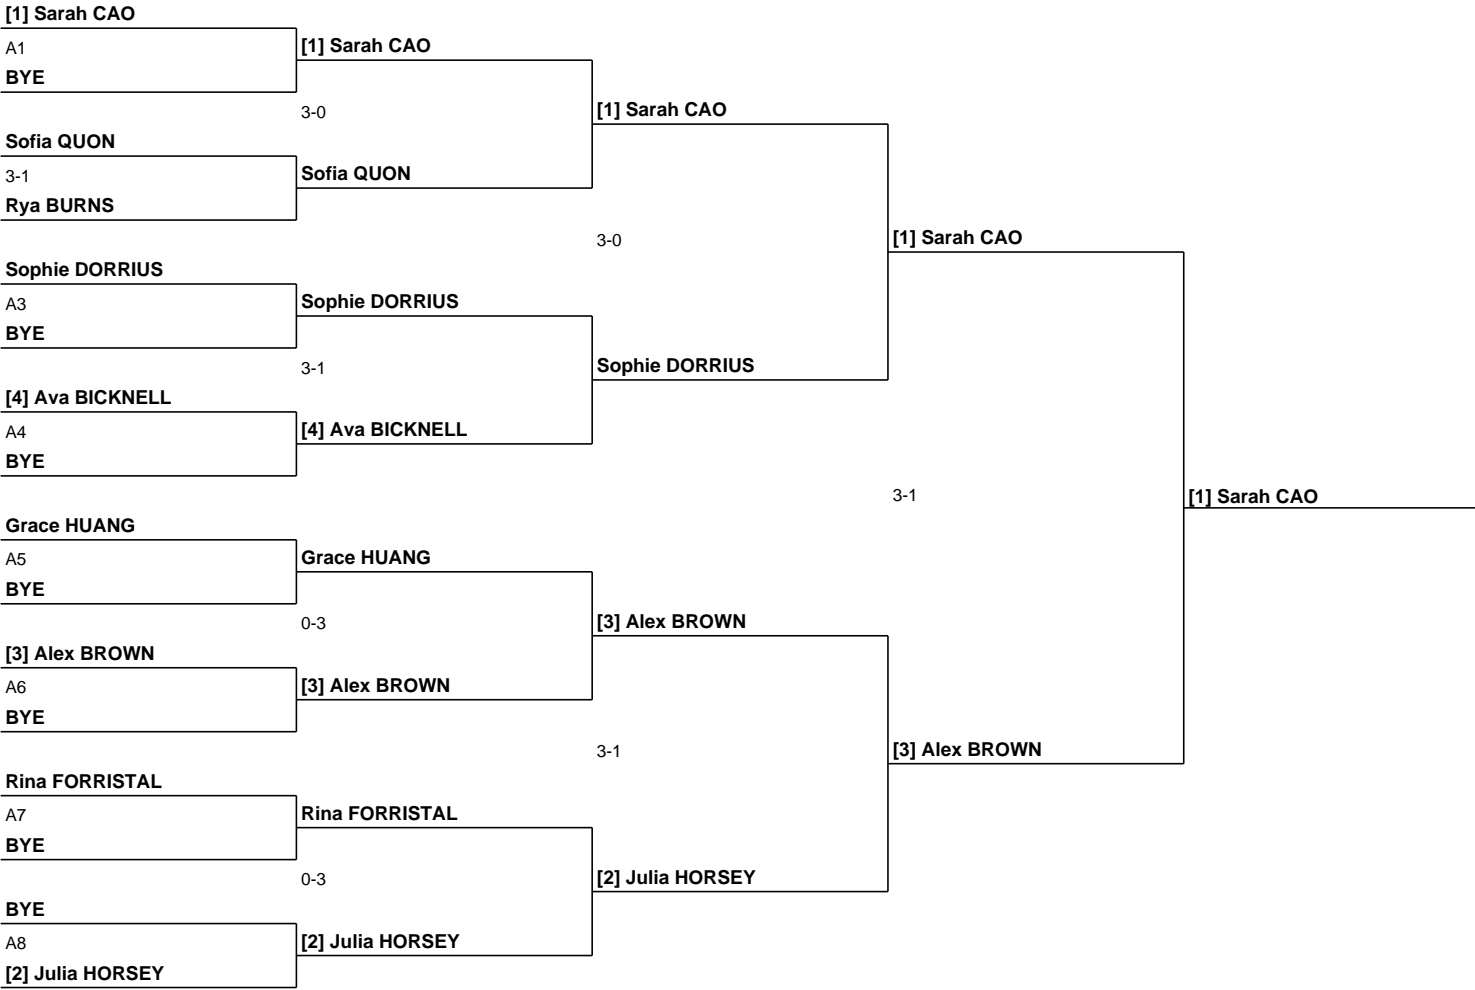 [1] Sarah CAO
A1
BYE
Sofia QUON
3-1
Rya BURNS
Sophie DORRIUS
A3
BYE
[4] Ava BICKNELL
A4
BYE
Grace HUANG
A5
BYE
[3] Alex BROWN
A6
BYE
Rina FORRISTAL
A7
BYE
BYE
A8
[2] Julia HORSEY
[1] Sarah CAO
3-0
Sofia QUON
Sophie DORRIUS
3-1
[4] Ava BICKNELL
Grace HUANG
0-3
[3] Alex BROWN
Rina FORRISTAL
0-3
[2] Julia HORSEY
[1] Sarah CAO
3-0
Sophie DORRIUS
[3] Alex BROWN
3-1
[2] Julia HORSEY
[1] Sarah CAO
3-1
[3] Alex BROWN
[1] Sarah CAO